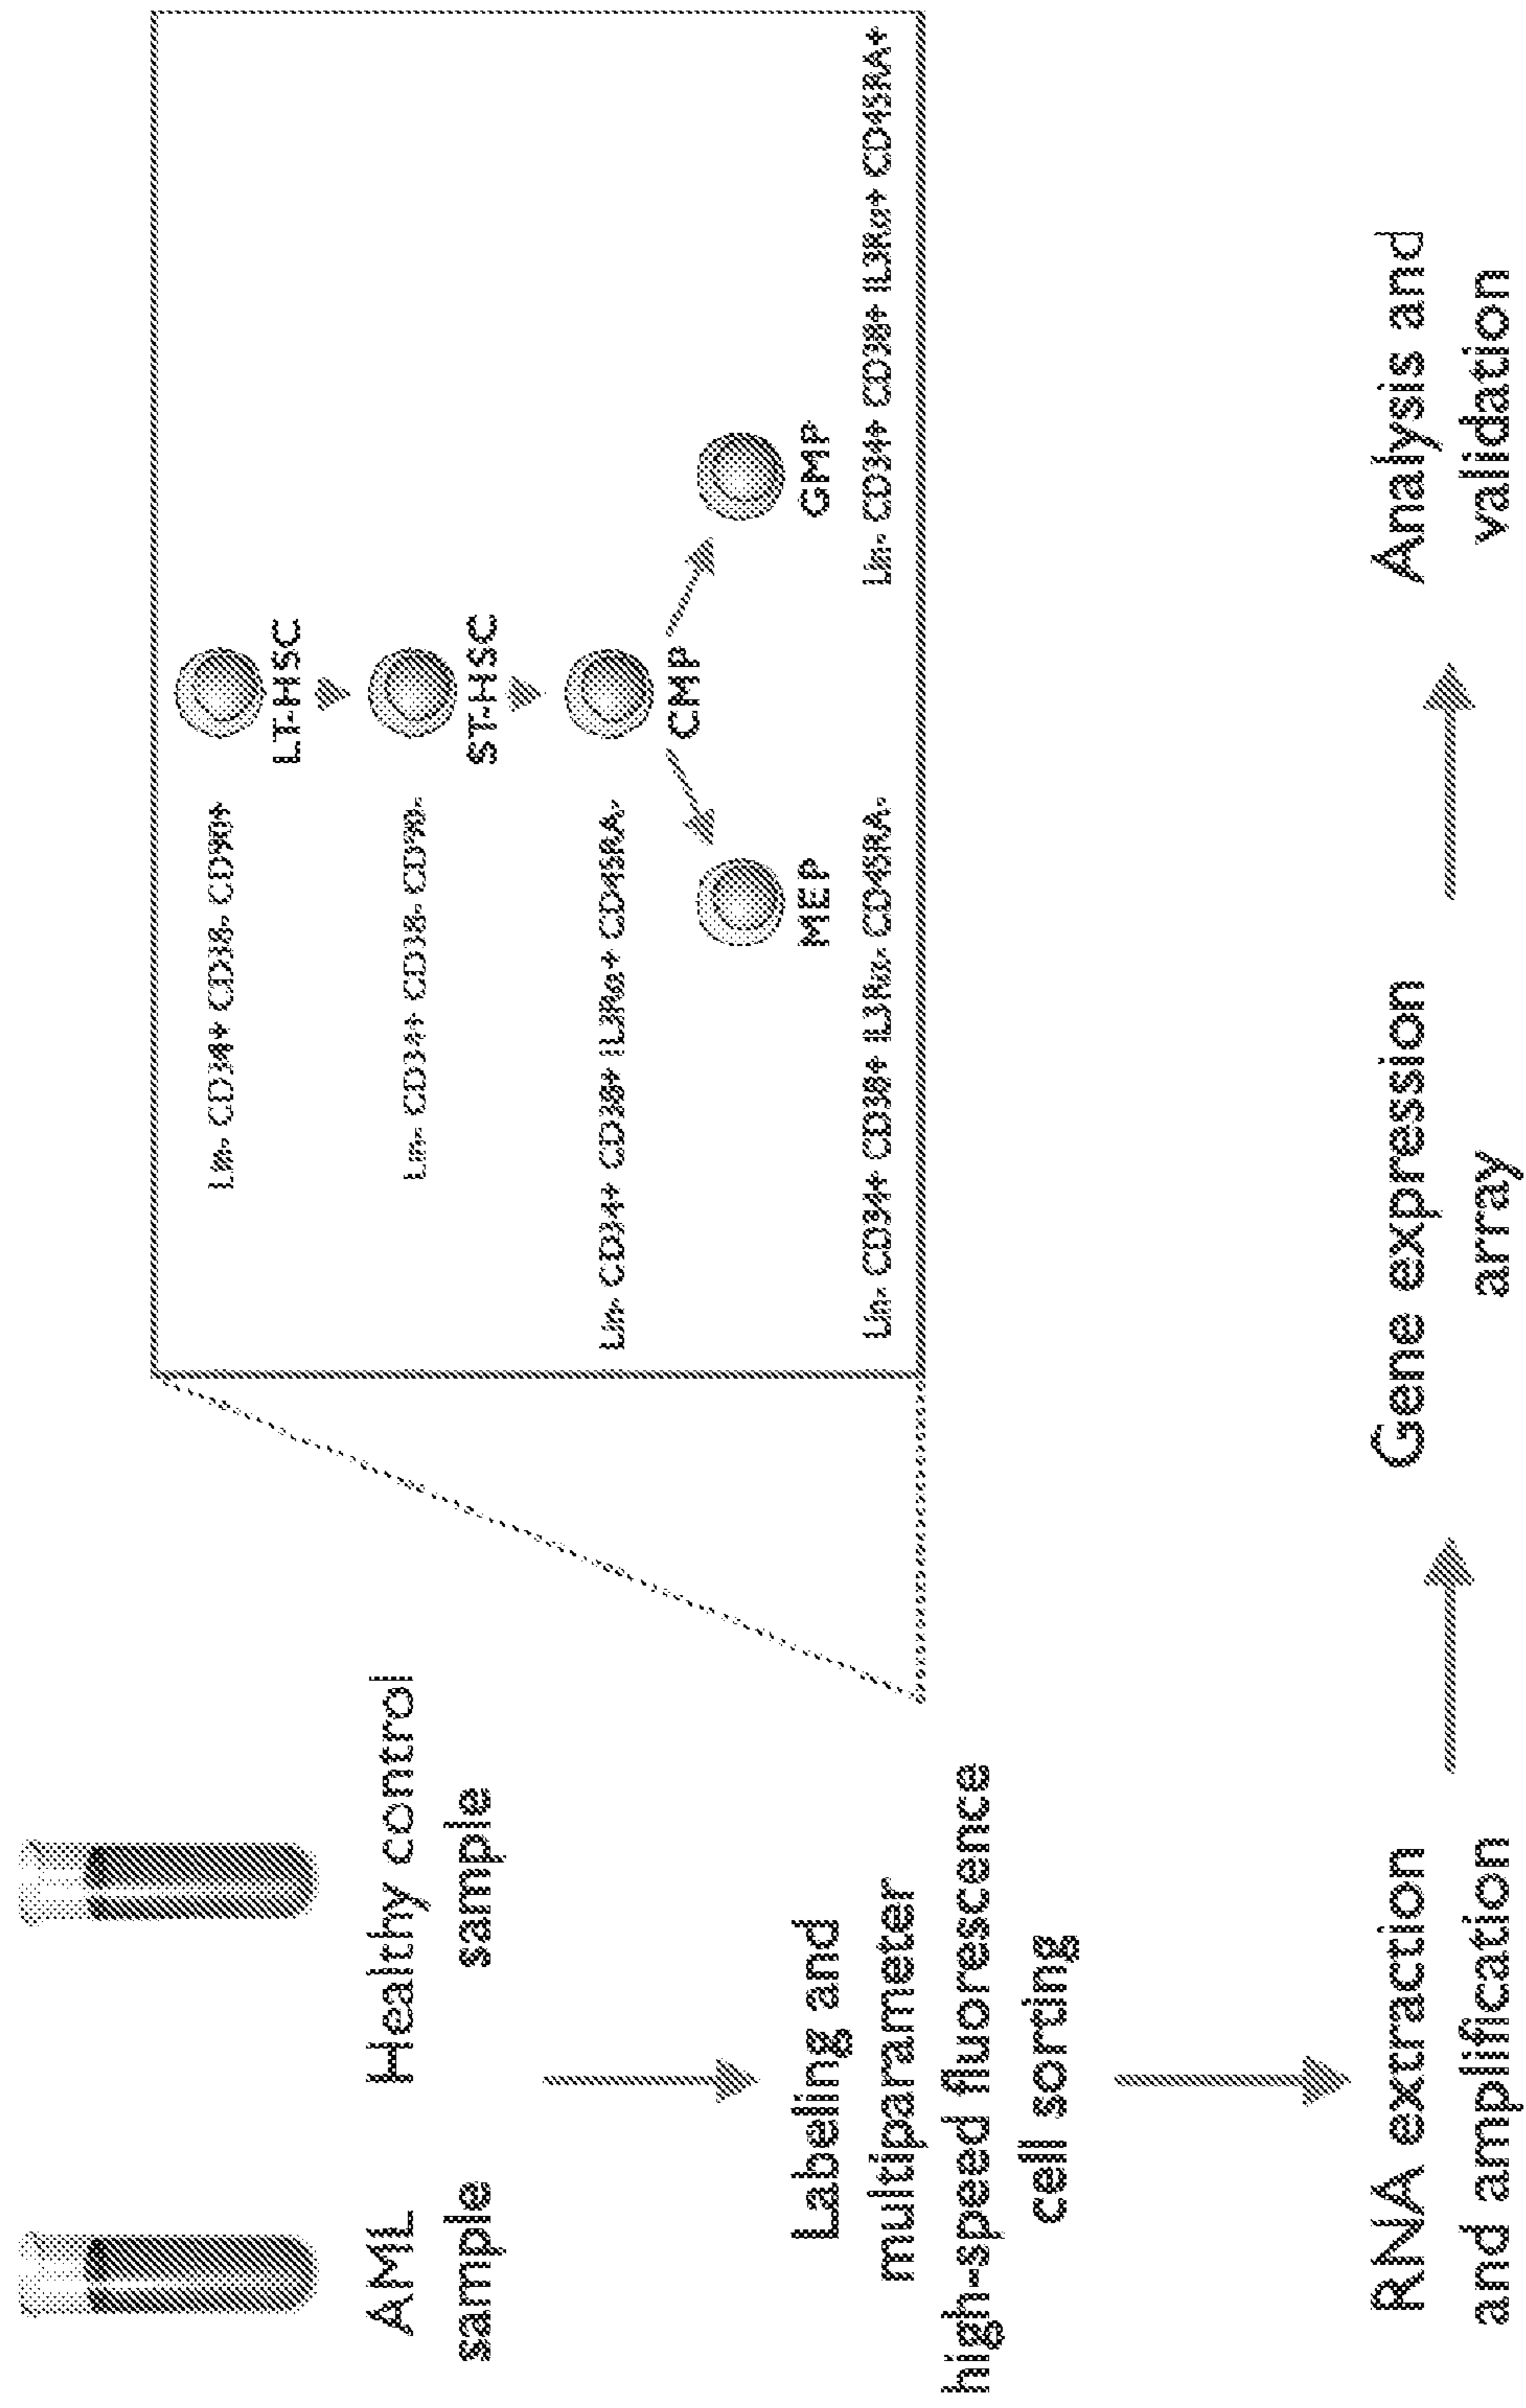 AML
sample
Healthy control
sample
Labeling and
multiparameter
high-speed fluorescence
cell sorting
Lin- CD34+ CD38- CD90+
LT-HSC
Lin- CD34+ CD38- CD90-
ST-HSC
Lin- CD34+ CD38+ IL3Rα+ CD45RA-
CMP
MEP
GMP
Lin- CD34+ CD38+ IL3Rα- CD45RA-
Lin- CD34+ CD38+ IL3Rα+ CD45RA+
RNA extraction
and amplification
Gene expression
array
Analysis and
validation